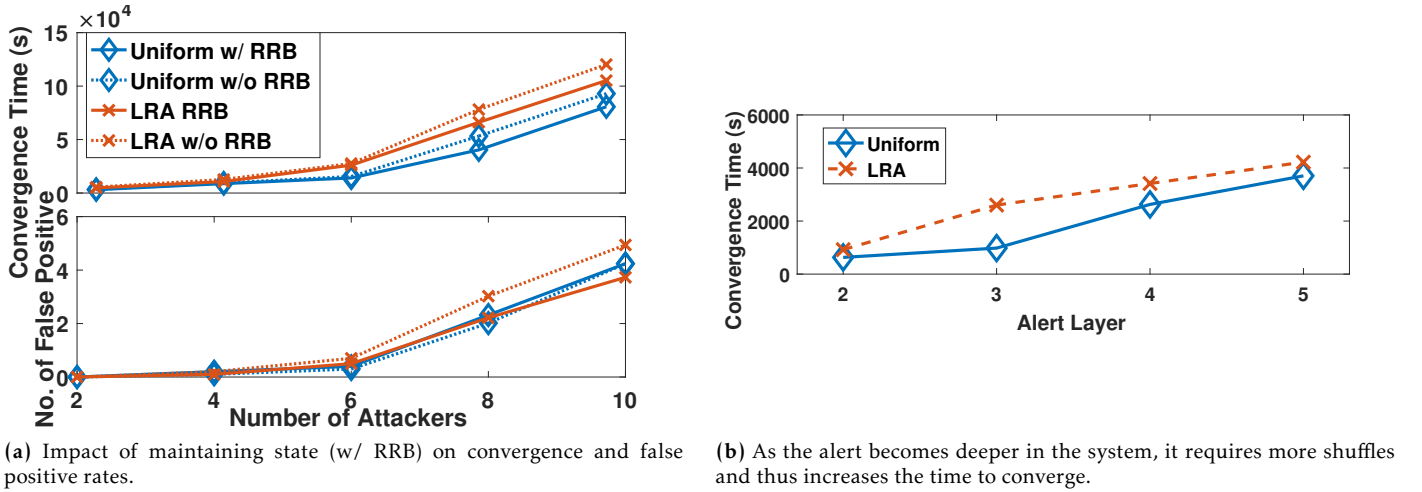 ×10⁴
15
10
5
0
Convergence Time (s)
Uniform w/ RRB
Uniform w/o RRB
LRA RRB
LRA w/o RRB
6
4
2
0
No. of False Positive
2 4 6 8 10
Number of Attackers
(a) Impact of maintaining state (w/ RRB) on convergence and false
positive rates.
6000
4000
2000
0
Convergence Time (s)
Uniform
LRA
2 3 4 5
Alert Layer
(b) As the alert becomes deeper in the system, it requires more shuffles
and thus increases the time to converge.